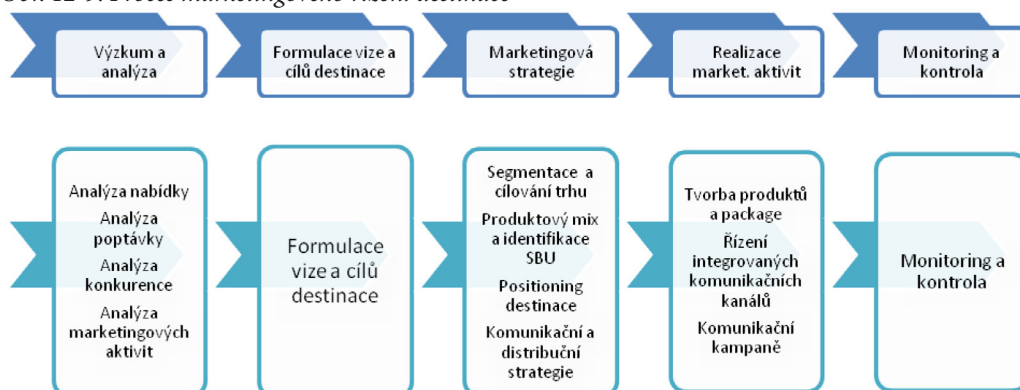 Výzkum a
analýza
Formulace vize a
cílů destinace
Marketingová
strategie
Realizace
market. aktivit
Monitoring a
kontrola
Analýza nabídky
Analýza
poptávky
Analýza
konkurence
Analýza
marketingových
aktivit
Formulace
vize a cílů
destinace
Segmentace a
cílování trhu
Produktový mix
a identifikace
SBU
Positioning
destinace
Komunikační a
distribuční
strategie
Tvorba produktů
a package
Řízení
integrovaných
komunikačních
kanálů
Komunikační
kampaně
Monitoring a
kontrola